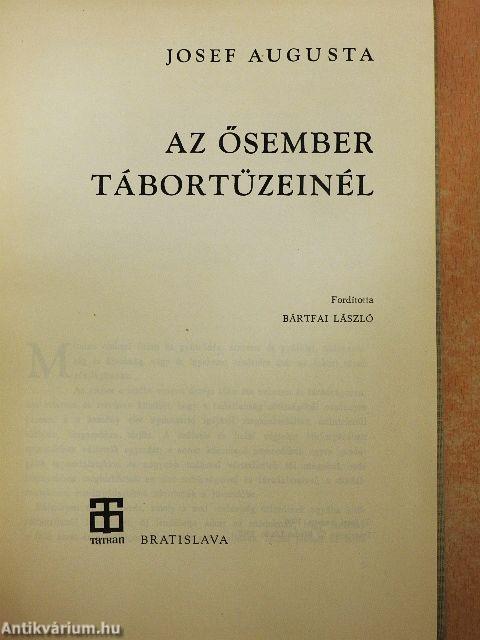 JOSEF AUGUSTA
AZ ŐSEMBER
TÁBORTÜZEINÉL
Fordította
BÁRTFAI LÁSZLÓ
M
TATRAN
BRATISLAVA
Antikvárium.hu